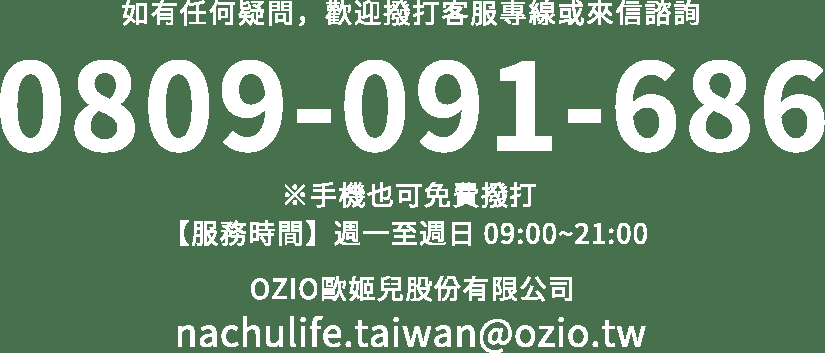 如有任何疑問，歡迎撥打客服專線或來信諮詢
0809-091-686
※手機也可免費撥打
【服務時間】週一至週日 09:00~21:00
OZIO歐姬兒股份有限公司
nachulife.taiwan@ozio.tw